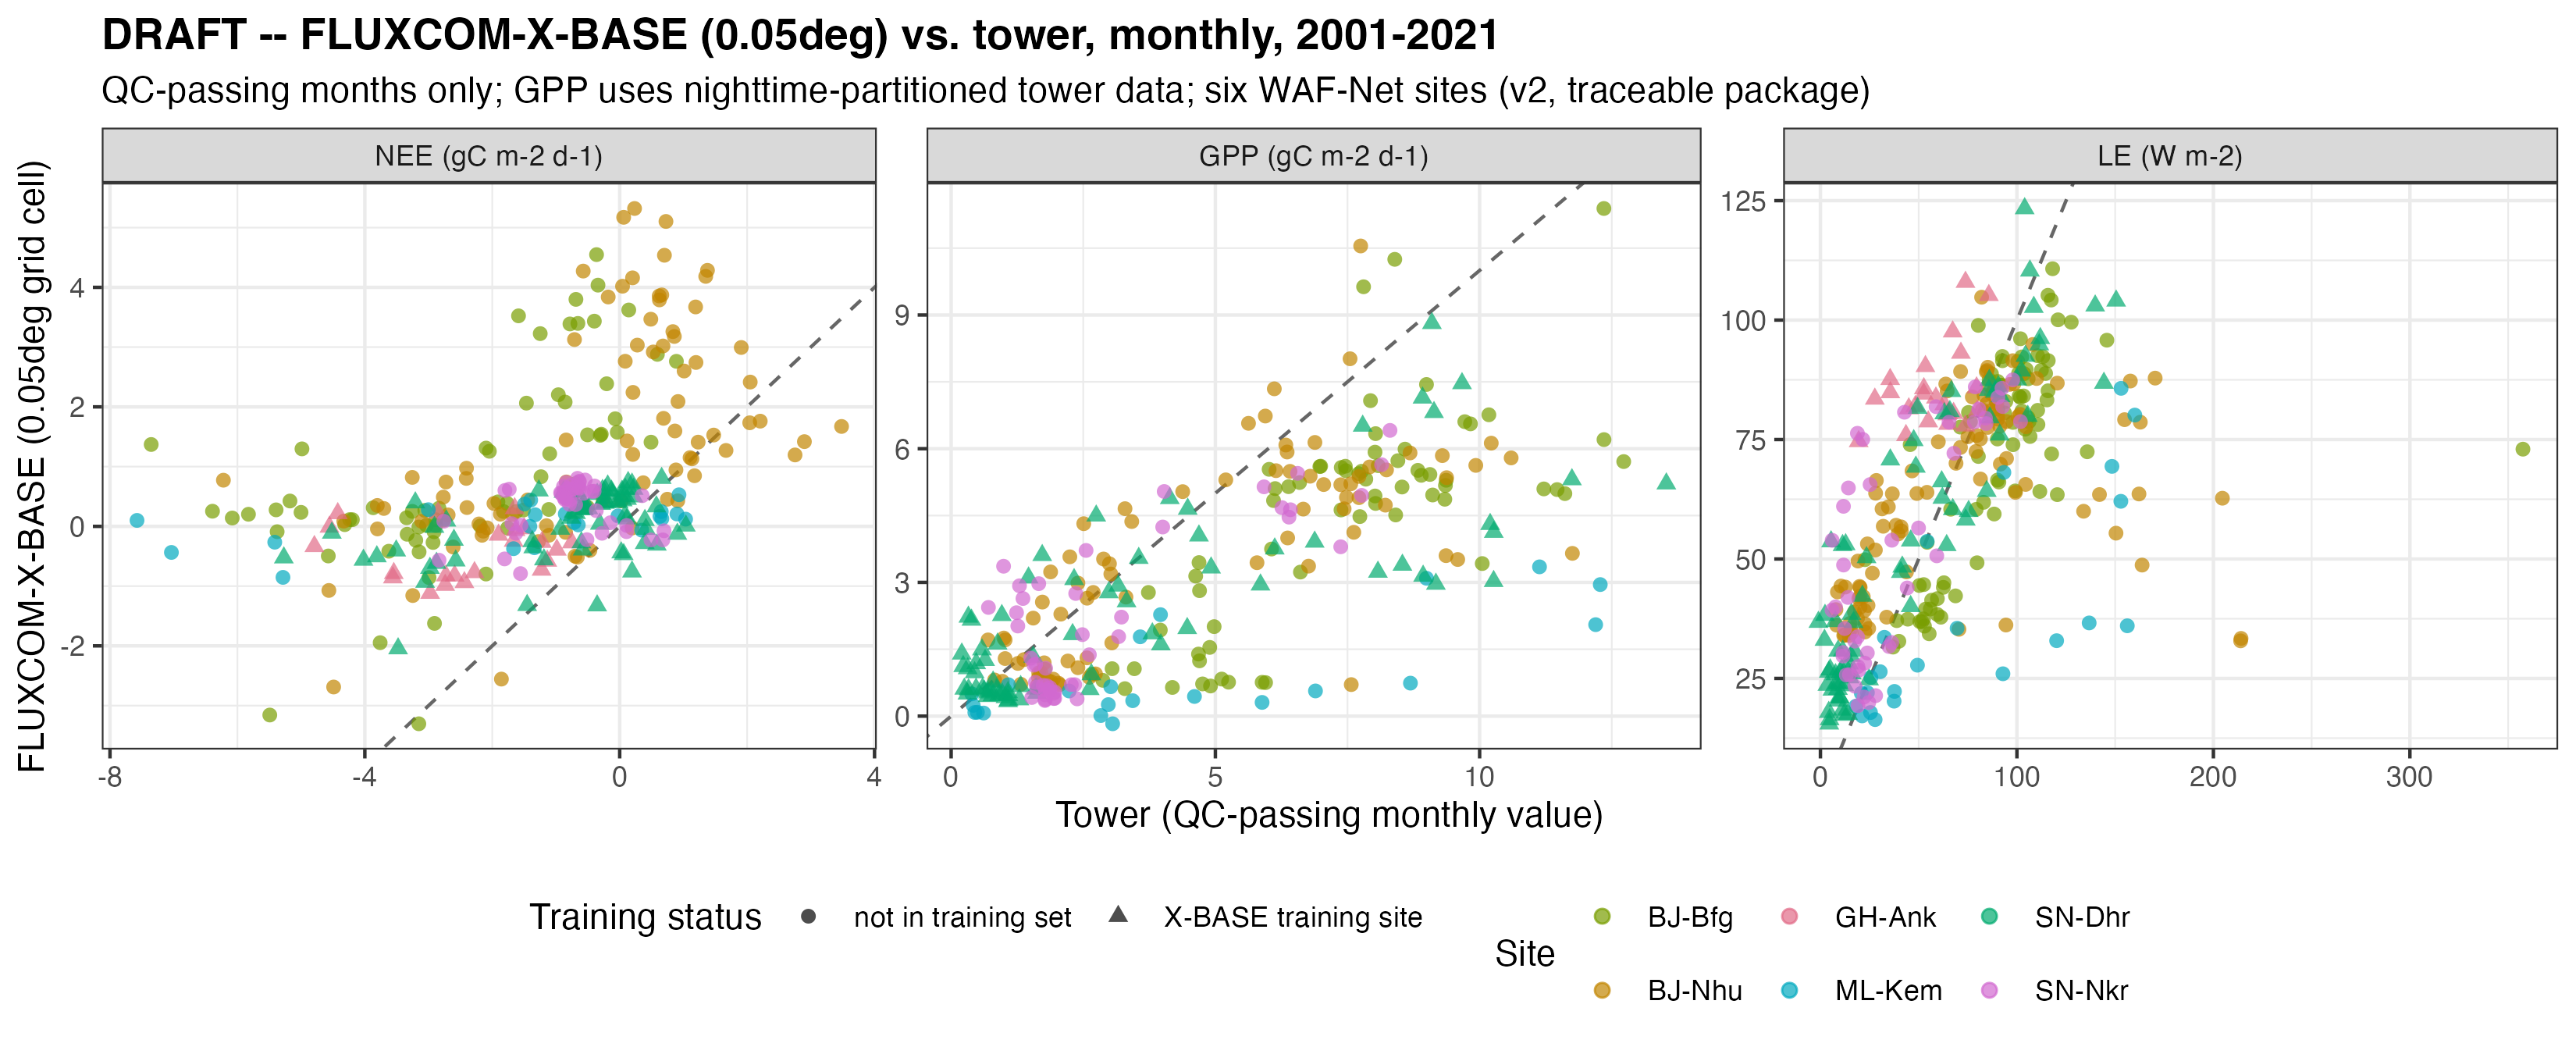 DRAFT -- FLUXCOM-X-BASE (0.05deg) vs. tower, monthly, 2001-2021
QC-passing months only; GPP uses nighttime-partitioned tower data; six WAF-Net sites (v2, traceable package)
FLUXCOM-X-BASE (0.05deg grid cell)
NEE (gC m-2 d-1)
GPP (gC m-2 d-1)
LE (W m-2)
4
2
0
-2
-8
-4
0
4
9
6
3
0
0
5
10
125
100
75
50
25
0
100
200
300
Tower (QC-passing monthly value)
Training status
not in training set
X-BASE training site
Site
BJ-Bfg
GH-Ank
SN-Dhr
BJ-Nhu
ML-Kem
SN-Nkr